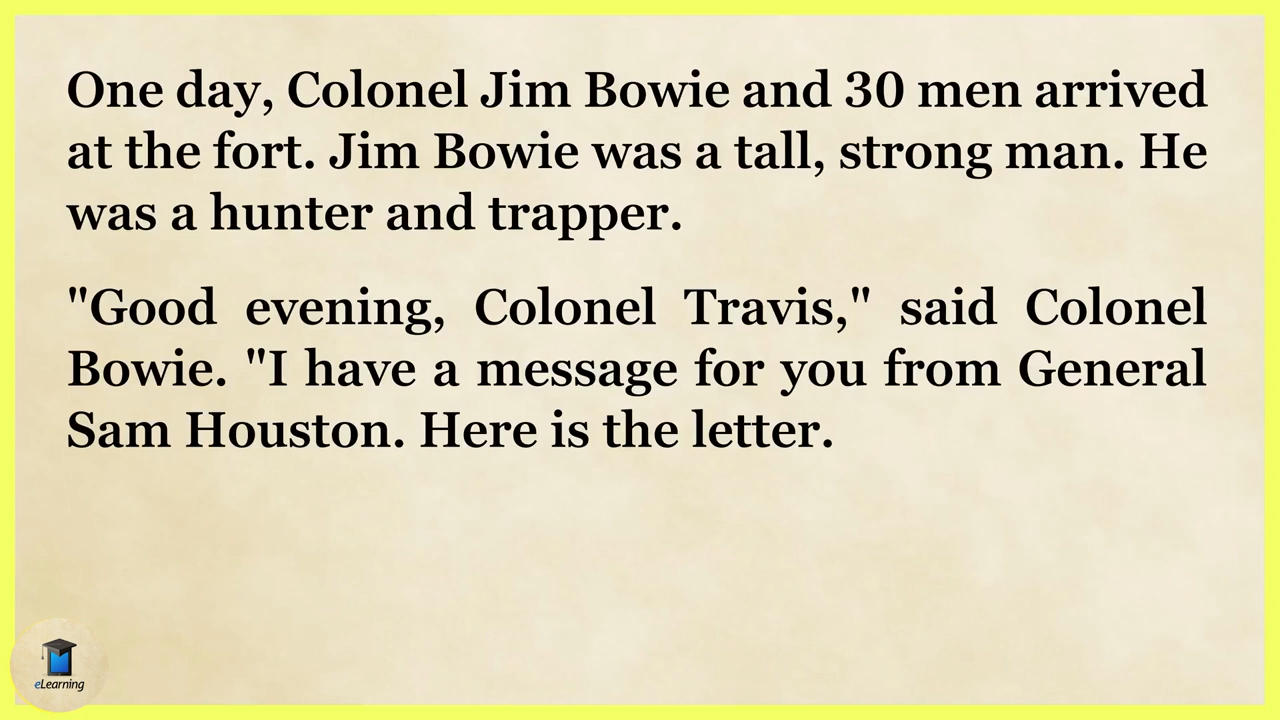 One day, Colonel Jim Bowie and 30 men arrived
at the fort. Jim Bowie was a tall, strong man. He
was a hunter and trapper.
"Good evening, Colonel Travis," said Colonel
Bowie. "I have a message for you from General
Sam Houston. Here is the letter.
eLearning